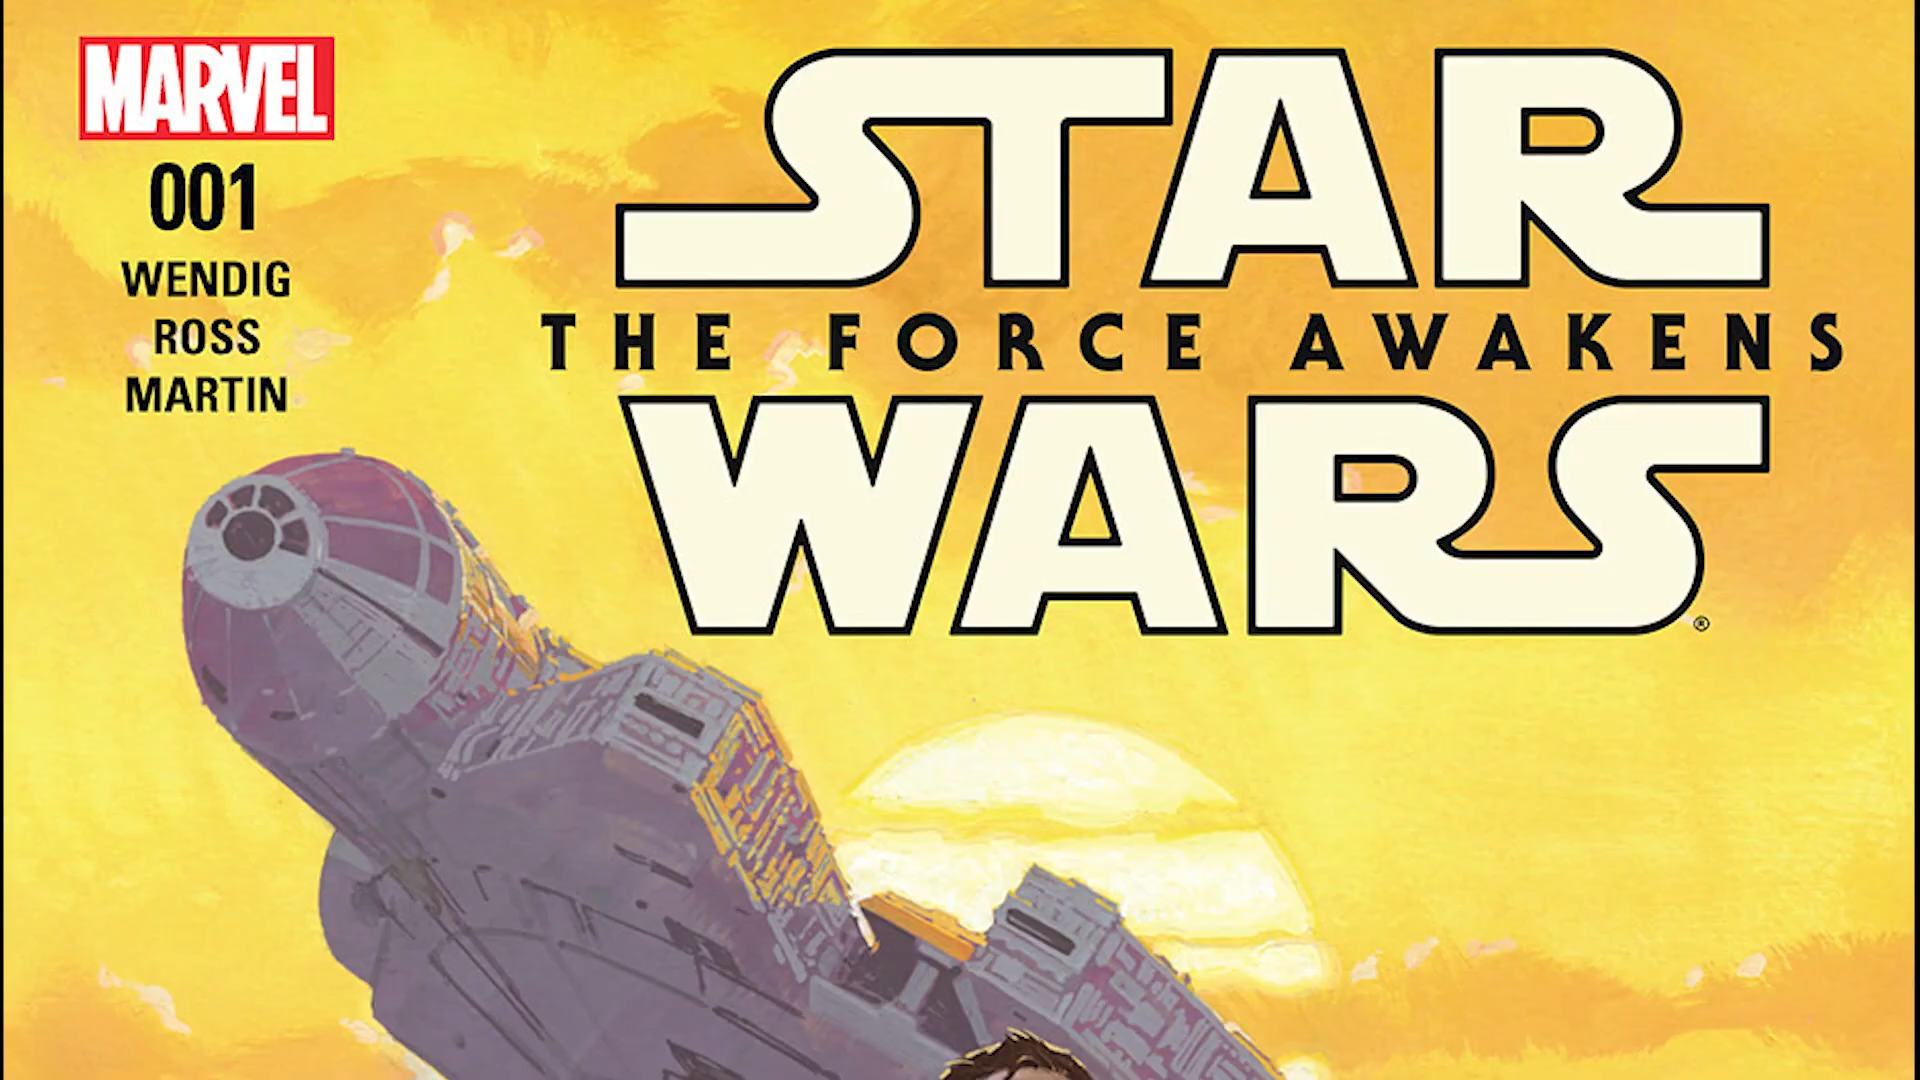 MARVEL
001
WENDIG
ROSS
MARTIN
STAR
THE FORCE AWAKENS
WARS®